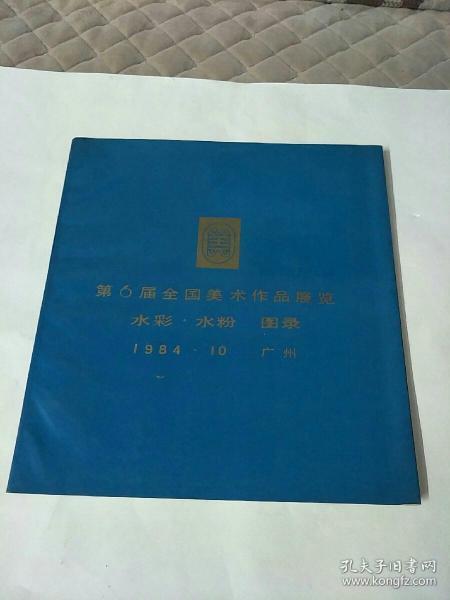 美
第6届全国美术作品展览
水彩·水粉 图录
1984·10 广州
孔夫子旧书网
www.kongfz.com